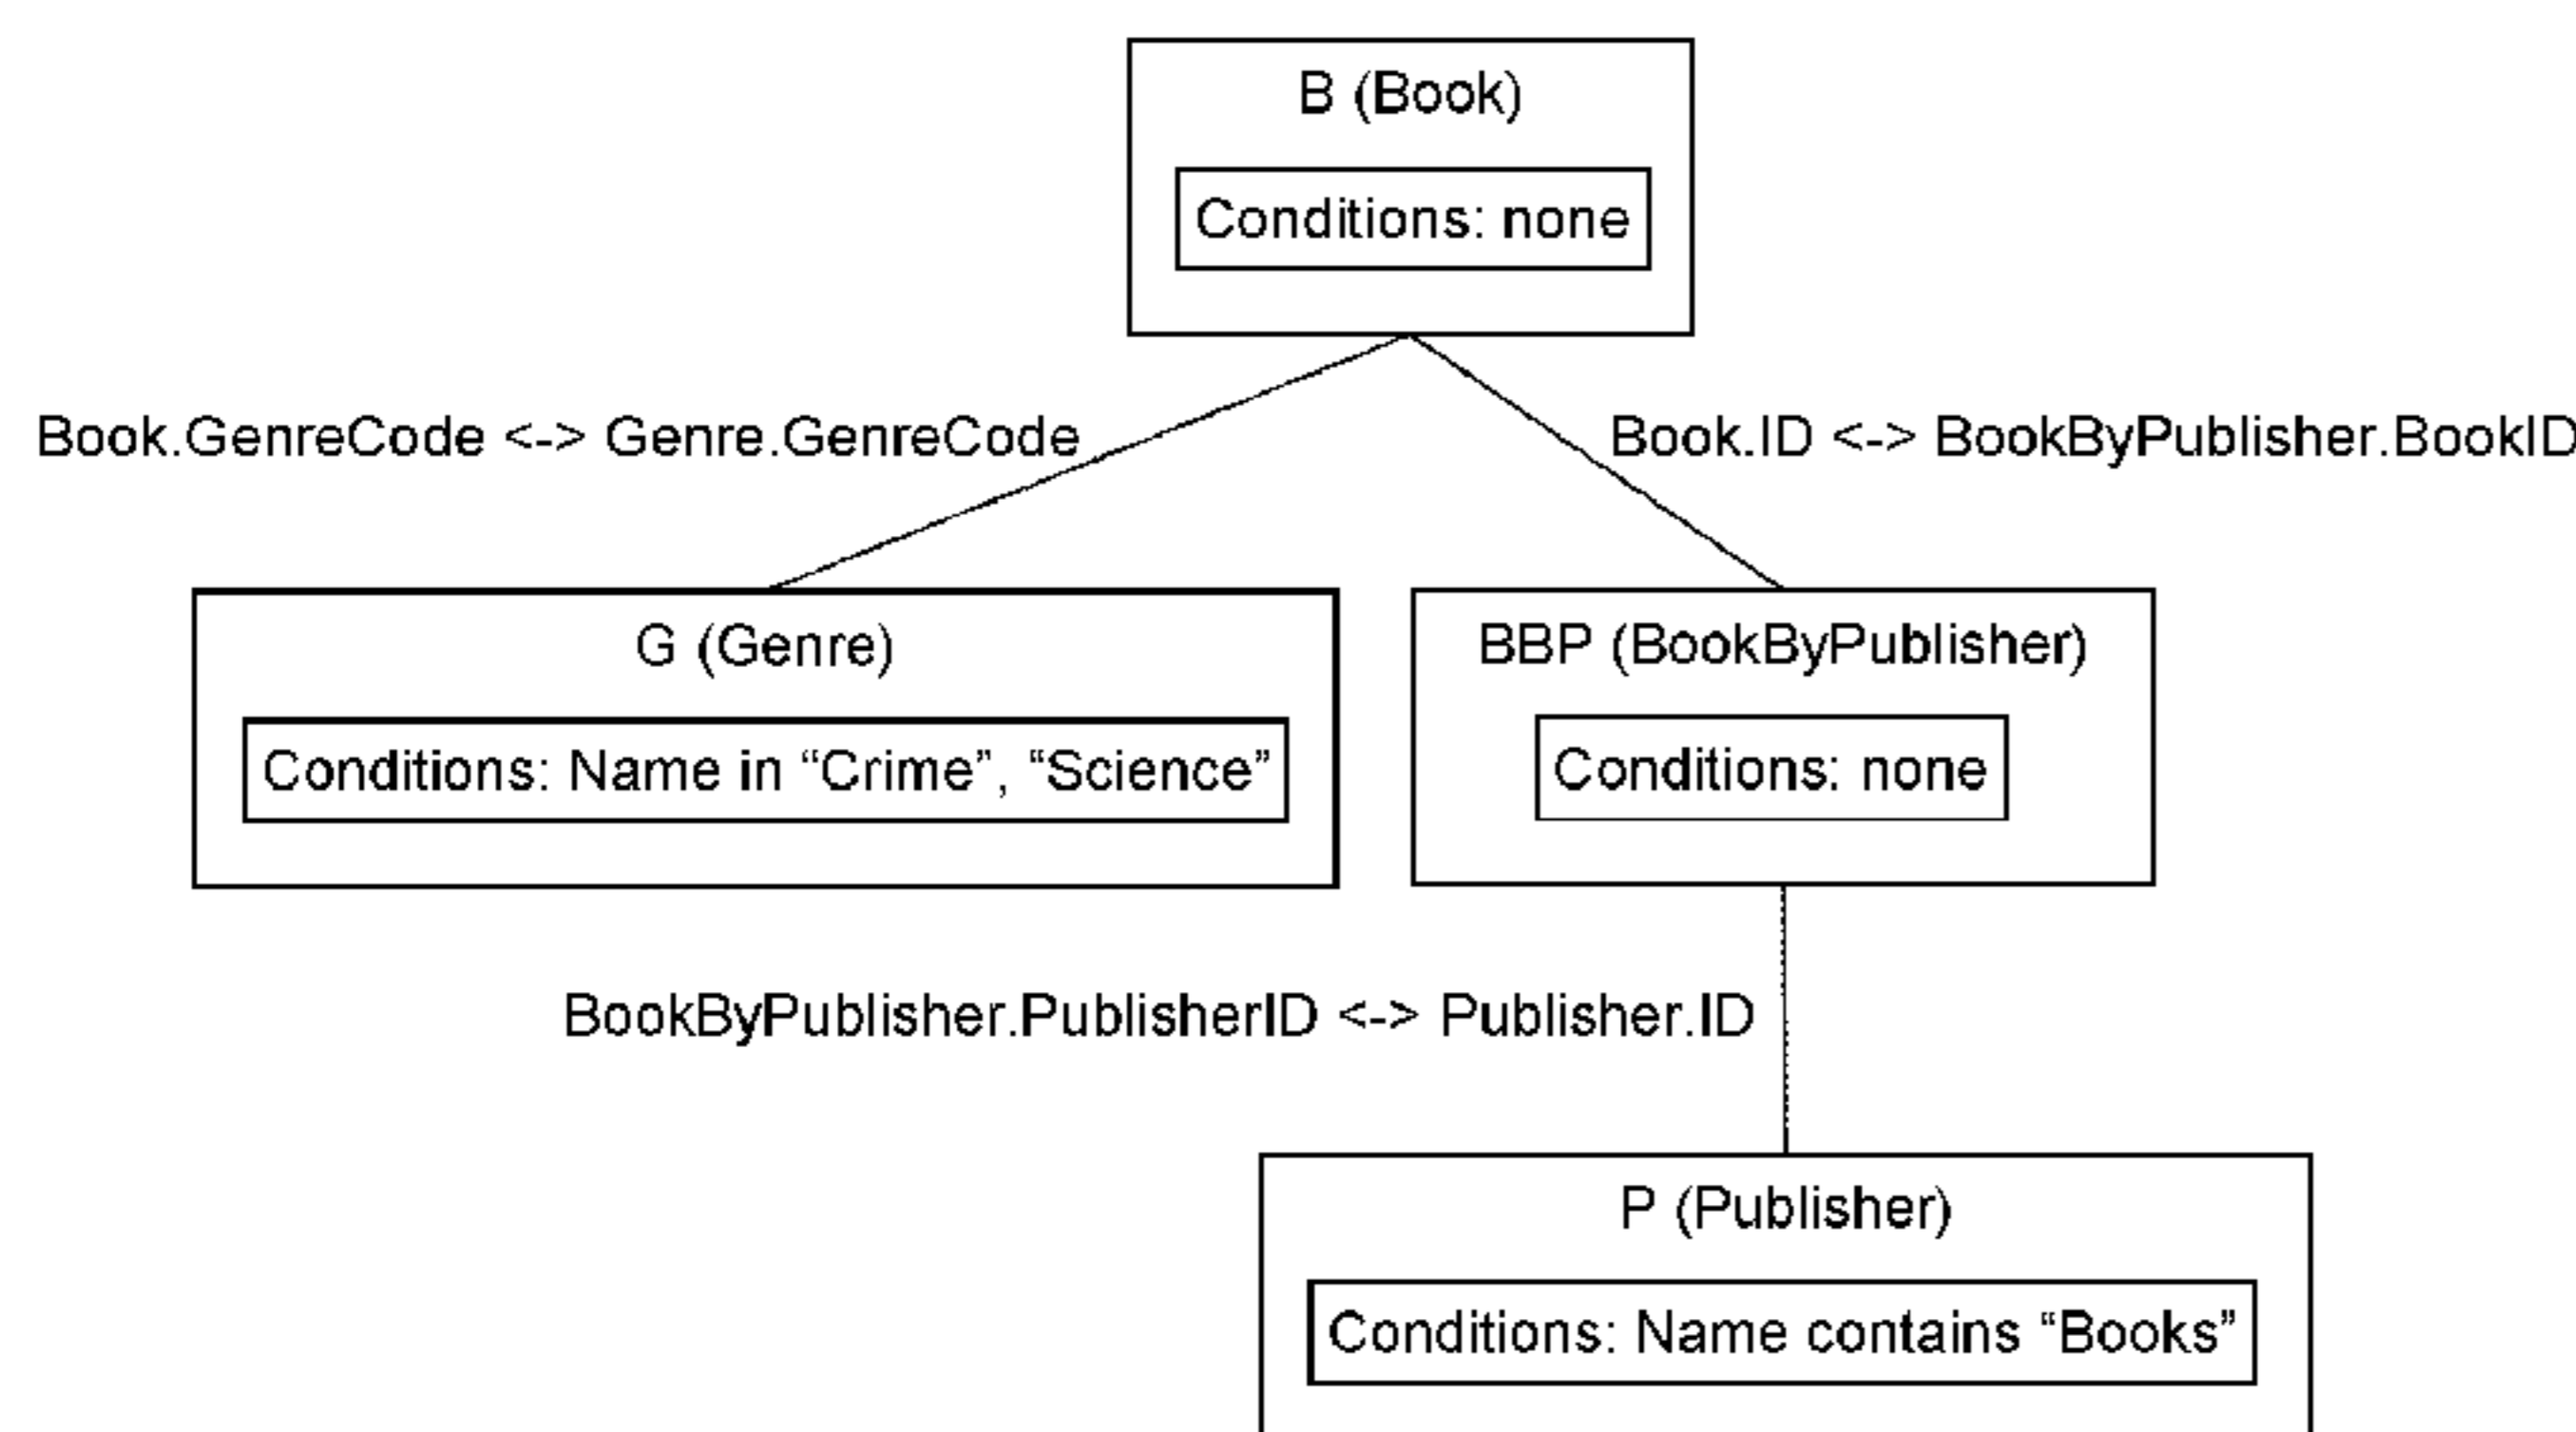 B (Book)
Conditions: none
Book.GenreCode <-> Genre.GenreCode
Book.ID <-> BookByPublisher.BookID
G (Genre)
Conditions: Name in “Crime”, “Science”
BBP (BookByPublisher)
Conditions: none
BookByPublisher.PublisherID <-> Publisher.ID
P (Publisher)
Conditions: Name contains “Books”